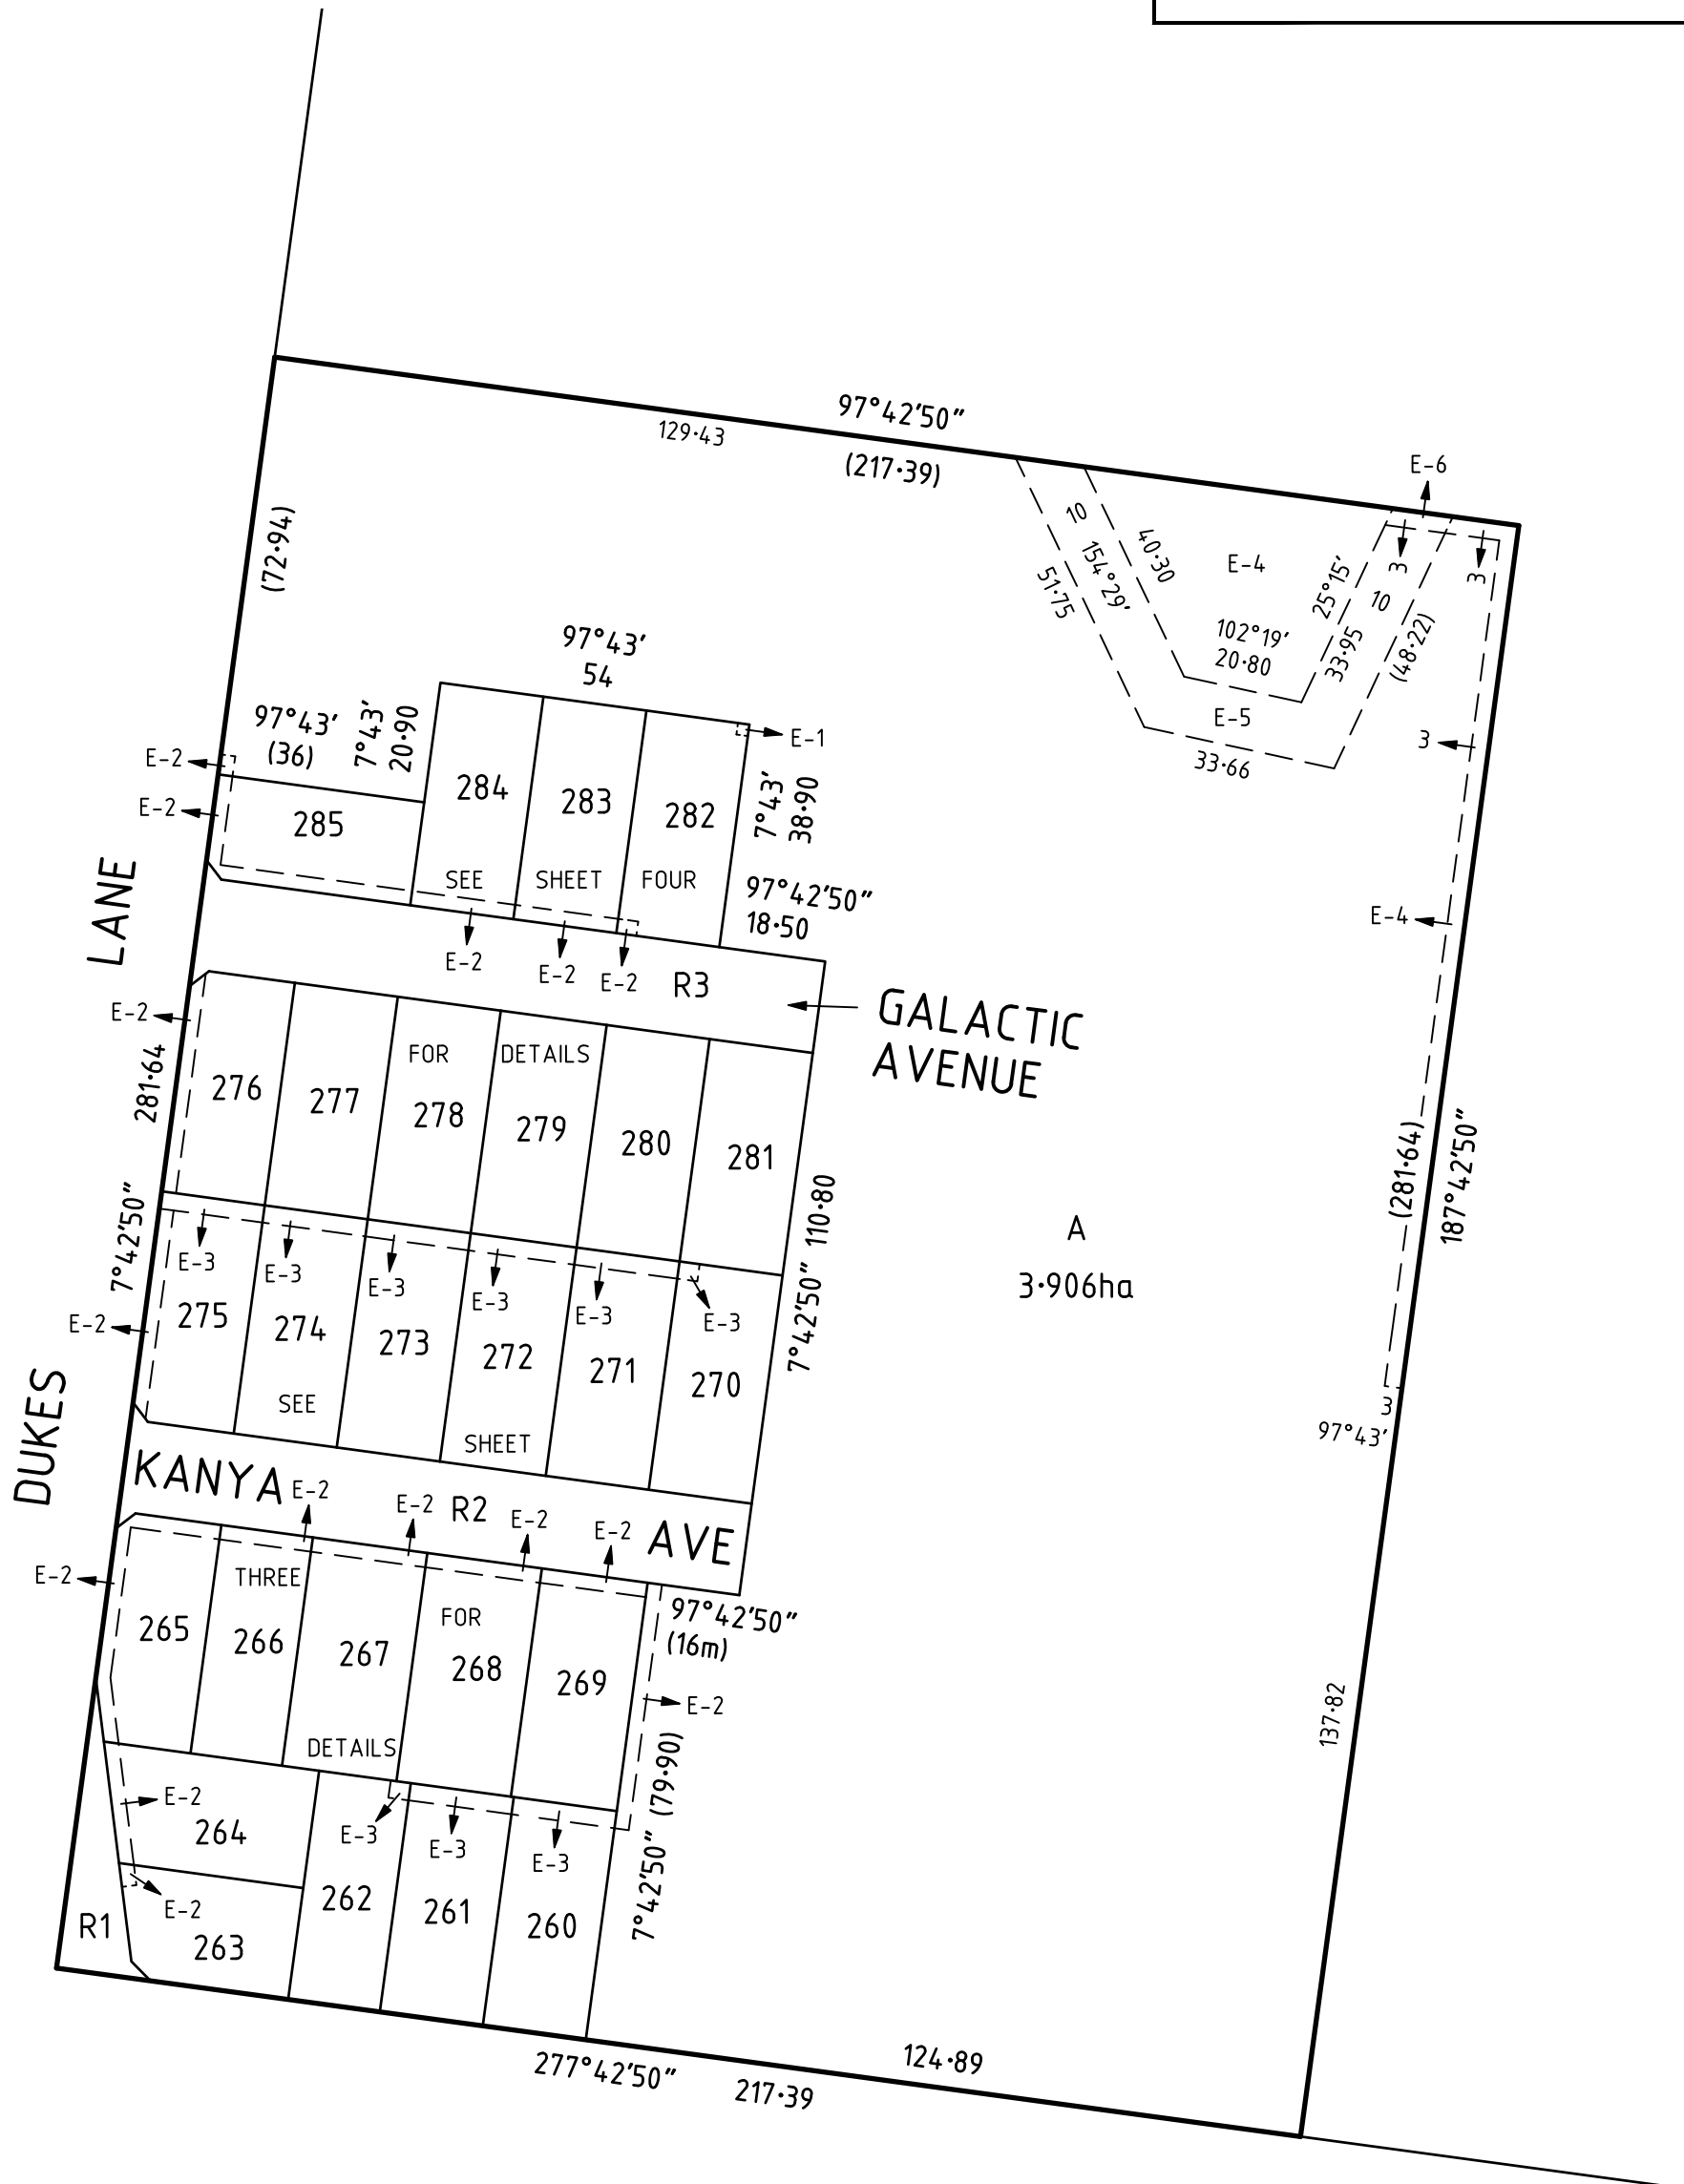 97°42'50"
129·43
(217·39)
E-6
(72·94)
10
154°29'
40·30
51·75
E-4
25°15'
3
3
10
102°19'
20·80
33·95
(48·22)
E-5
33·66
3
97°43'
54
97°43'
(36)
7°43'
20·90
E-2
E-1
E-2
285
284
283
282
7°43'
38·90
SEE
SHEET
FOUR
97°42'50"
18·50
LANE
E-4
E-2
E-2
E-2
R3
GALACTIC
AVENUE
E-2
281·64
FOR
DETAILS
276
277
278
279
280
281
(281·64)
187°42'50"
7°42'50"
110·80
7°42'50"
A
3·906ha
E-3
E-3
E-3
E-3
E-3
E-3
275
274
273
272
271
270
E-2
SEE
SHEET
3
97°43'
DUKES
KANYA
AVE
R2
E-2
E-2
E-2
E-2
E-2
THREE
FOR
97°42'50"
(16m)
265
266
267
268
269
E-2
DETAILS
137·82
7°42'50"
(79·90)
E-2
264
E-3
E-3
E-3
262
261
260
E-2
R1
263
124·89
277°42'50"
217·39